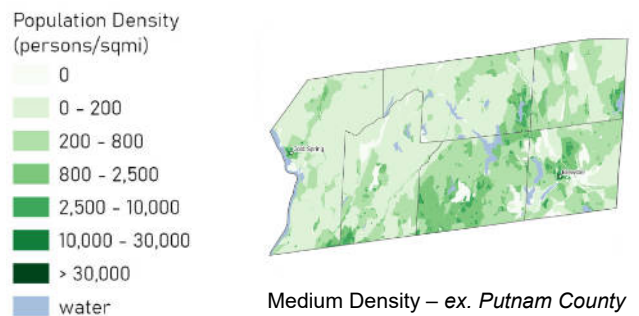 Population Density
(persons/sqmi)
0
0 - 200
200 - 800
800 - 2,500
2,500 - 10,000
10,000 - 30,000
> 30,000
water
Cold Spring
Brewster
Medium Density – ex. Putnam County